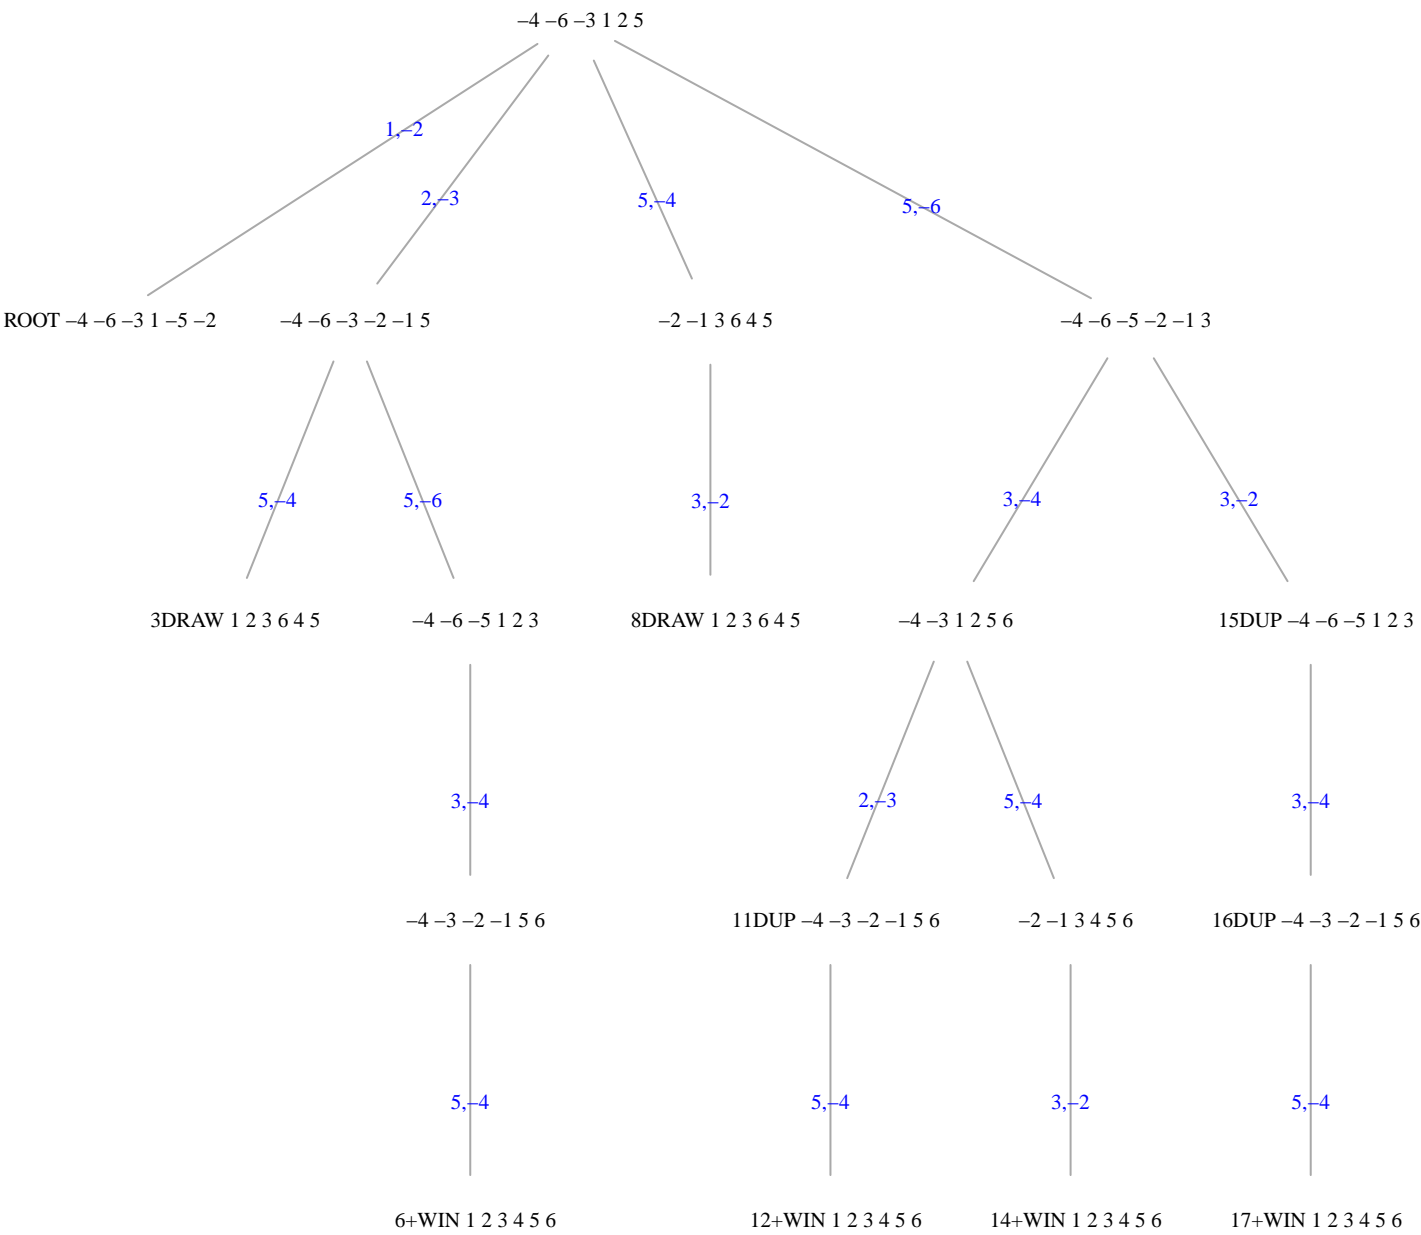 –4 –6 –3 1 2 5
1,–2
2,–3
5,–4
5,–6
ROOT –4 –6 –3 1 –5 –2
–4 –6 –3 –2 –1 5
–2 –1 3 6 4 5
–4 –6 –5 –2 –1 3
5,–4
5,–6
3,–2
3,–4
3,–2
3DRAW 1 2 3 6 4 5
–4 –6 –5 1 2 3
8DRAW 1 2 3 6 4 5
–4 –3 1 2 5 6
15DUP –4 –6 –5 1 2 3
3,–4
2,–3
5,–4
3,–4
–4 –3 –2 –1 5 6
11DUP –4 –3 –2 –1 5 6
–2 –1 3 4 5 6
16DUP –4 –3 –2 –1 5 6
5,–4
5,–4
3,–2
5,–4
6+WIN 1 2 3 4 5 6
12+WIN 1 2 3 4 5 6
14+WIN 1 2 3 4 5 6
17+WIN 1 2 3 4 5 6